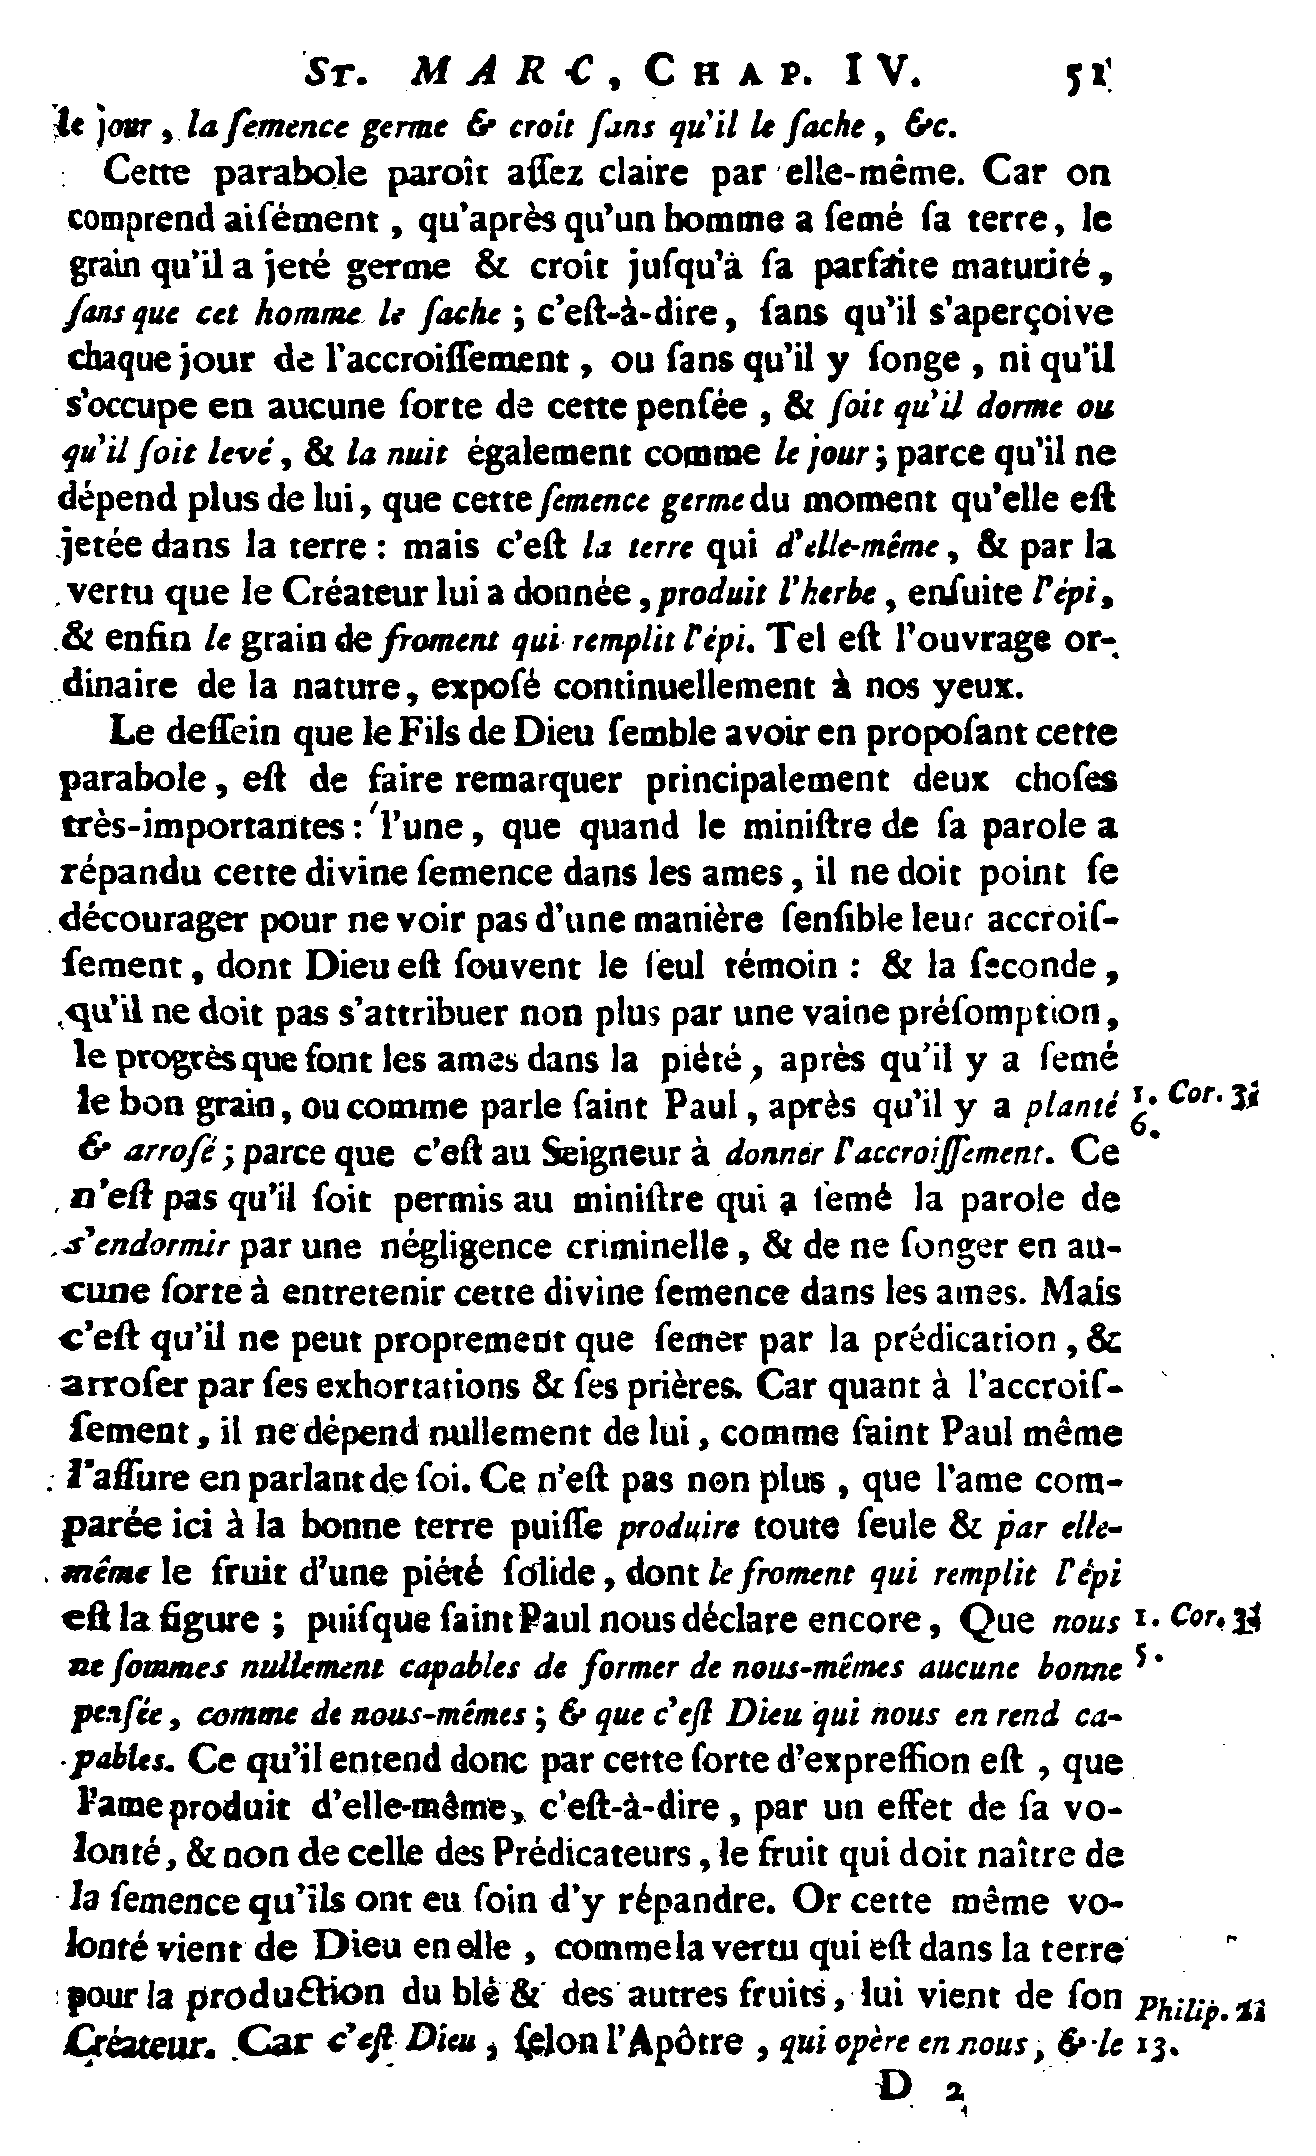 St. MARC, CHAP. IV. 51
le jour, la ſemence germe & croît ſans qu'il le ſache, &c.
Cette parabole paroît aſſez claire par elle-même. Car on
comprend aiſément, qu'après qu'un homme a ſemé ſa terre, le
grain qu'il a jeté germe & croît juſqu'à ſa parfaite maturité,
ſans que cet homme le ſache; c'eſt-à-dire, ſans qu'il s'aperçoive
chaque jour de l'accroiſſement, ou ſans qu'il y ſonge, ni qu'il
s'occupe en aucune ſorte de cette penſée, & ſoit qu'il dorme ou
qu'il ſoit levé, & la nuit également comme le jour; parce qu'il ne
dépend plus de lui, que cette ſemence germe du moment qu'elle eſt
jetée dans la terre: mais c'eſt la terre qui d'elle-même, & par la
vertu que le Créateur lui a donnée, produit l'herbe, enſuite l'épi,
& enfin le grain de froment qui remplit l'épi. Tel eſt l'ouvrage or-
dinaire de la nature, expoſé continuellement à nos yeux.
Le deſſein que le Fils de Dieu ſemble avoir en propoſant cette
parabole, eſt de faire remarquer principalement deux choſes
très-importantes: l'une, que quand le miniſtre de ſa parole a
répandu cette divine ſemence dans les ames, il ne doit point ſe
décourager pour ne voir pas d'une manière ſenſible leur accroiſ-
ſement, dont Dieu eſt ſouvent le ſeul témoin: & la ſeconde,
qu'il ne doit pas s'attribuer non plus par une vaine préſomption,
le progrès que font les ames dans la piété, après qu'il y a ſemé
le bon grain, ou comme parle ſaint Paul, après qu'il y a planté 1. Cor. 3.
& arroſé; parce que c'eſt au Seigneur à donner l'accroiſſement. Ce 6.
n'eſt pas qu'il ſoit permis au miniſtre qui a ſemé la parole de
s'endormir par une négligence criminelle, & de ne ſonger en au-
cune ſorte à entretenir cette divine ſemence dans les ames. Mais
c'eſt qu'il ne peut proprement que ſemer par la prédication, &
arroſer par ſes exhortations & ſes prières. Car quant à l'accroiſ-
ſement, il ne dépend nullement de lui, comme ſaint Paul même
l'aſſure en parlant de ſoi. Ce n'eſt pas non plus, que l'ame com-
parée ici à la bonne terre puiſſe produire toute ſeule & par elle-
même le fruit d'une piété ſolide, dont le froment qui remplit l'épi
eſt la figure; puiſque ſaint Paul nous déclare encore, Que nous 1. Cor. 3.
ne ſommes nullement capables de former de nous-mêmes aucune bonne 5.
penſée, comme de nous-mêmes; & que c'eſt Dieu qui nous en rend ca-
pables. Ce qu'il entend donc par cette ſorte d'expreſſion eſt, que
l'ame produit d'elle-même, c'eſt-à-dire, par un effet de ſa vo-
lonté, & non de celle des Prédicateurs, le fruit qui doit naître de
la ſemence qu'ils ont eu ſoin d'y répandre. Or cette même vo-
lonté vient de Dieu en elle, comme la vertu qui eſt dans la terre
pour la production du blé & des autres fruits, lui vient de ſon Philip. 2.
Créateur. Car c'eſt Dieu, ſelon l'Apôtre, qui opère en nous, & le 13.
D 2